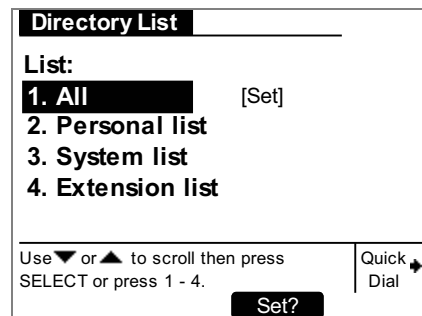 Directory List
List:
1. All [Set]
2. Personal list
3. System list
4. Extension list
Use ▼ or ▲ to scroll then press
SELECT or press 1 - 4.
Quick
Dial
Set?